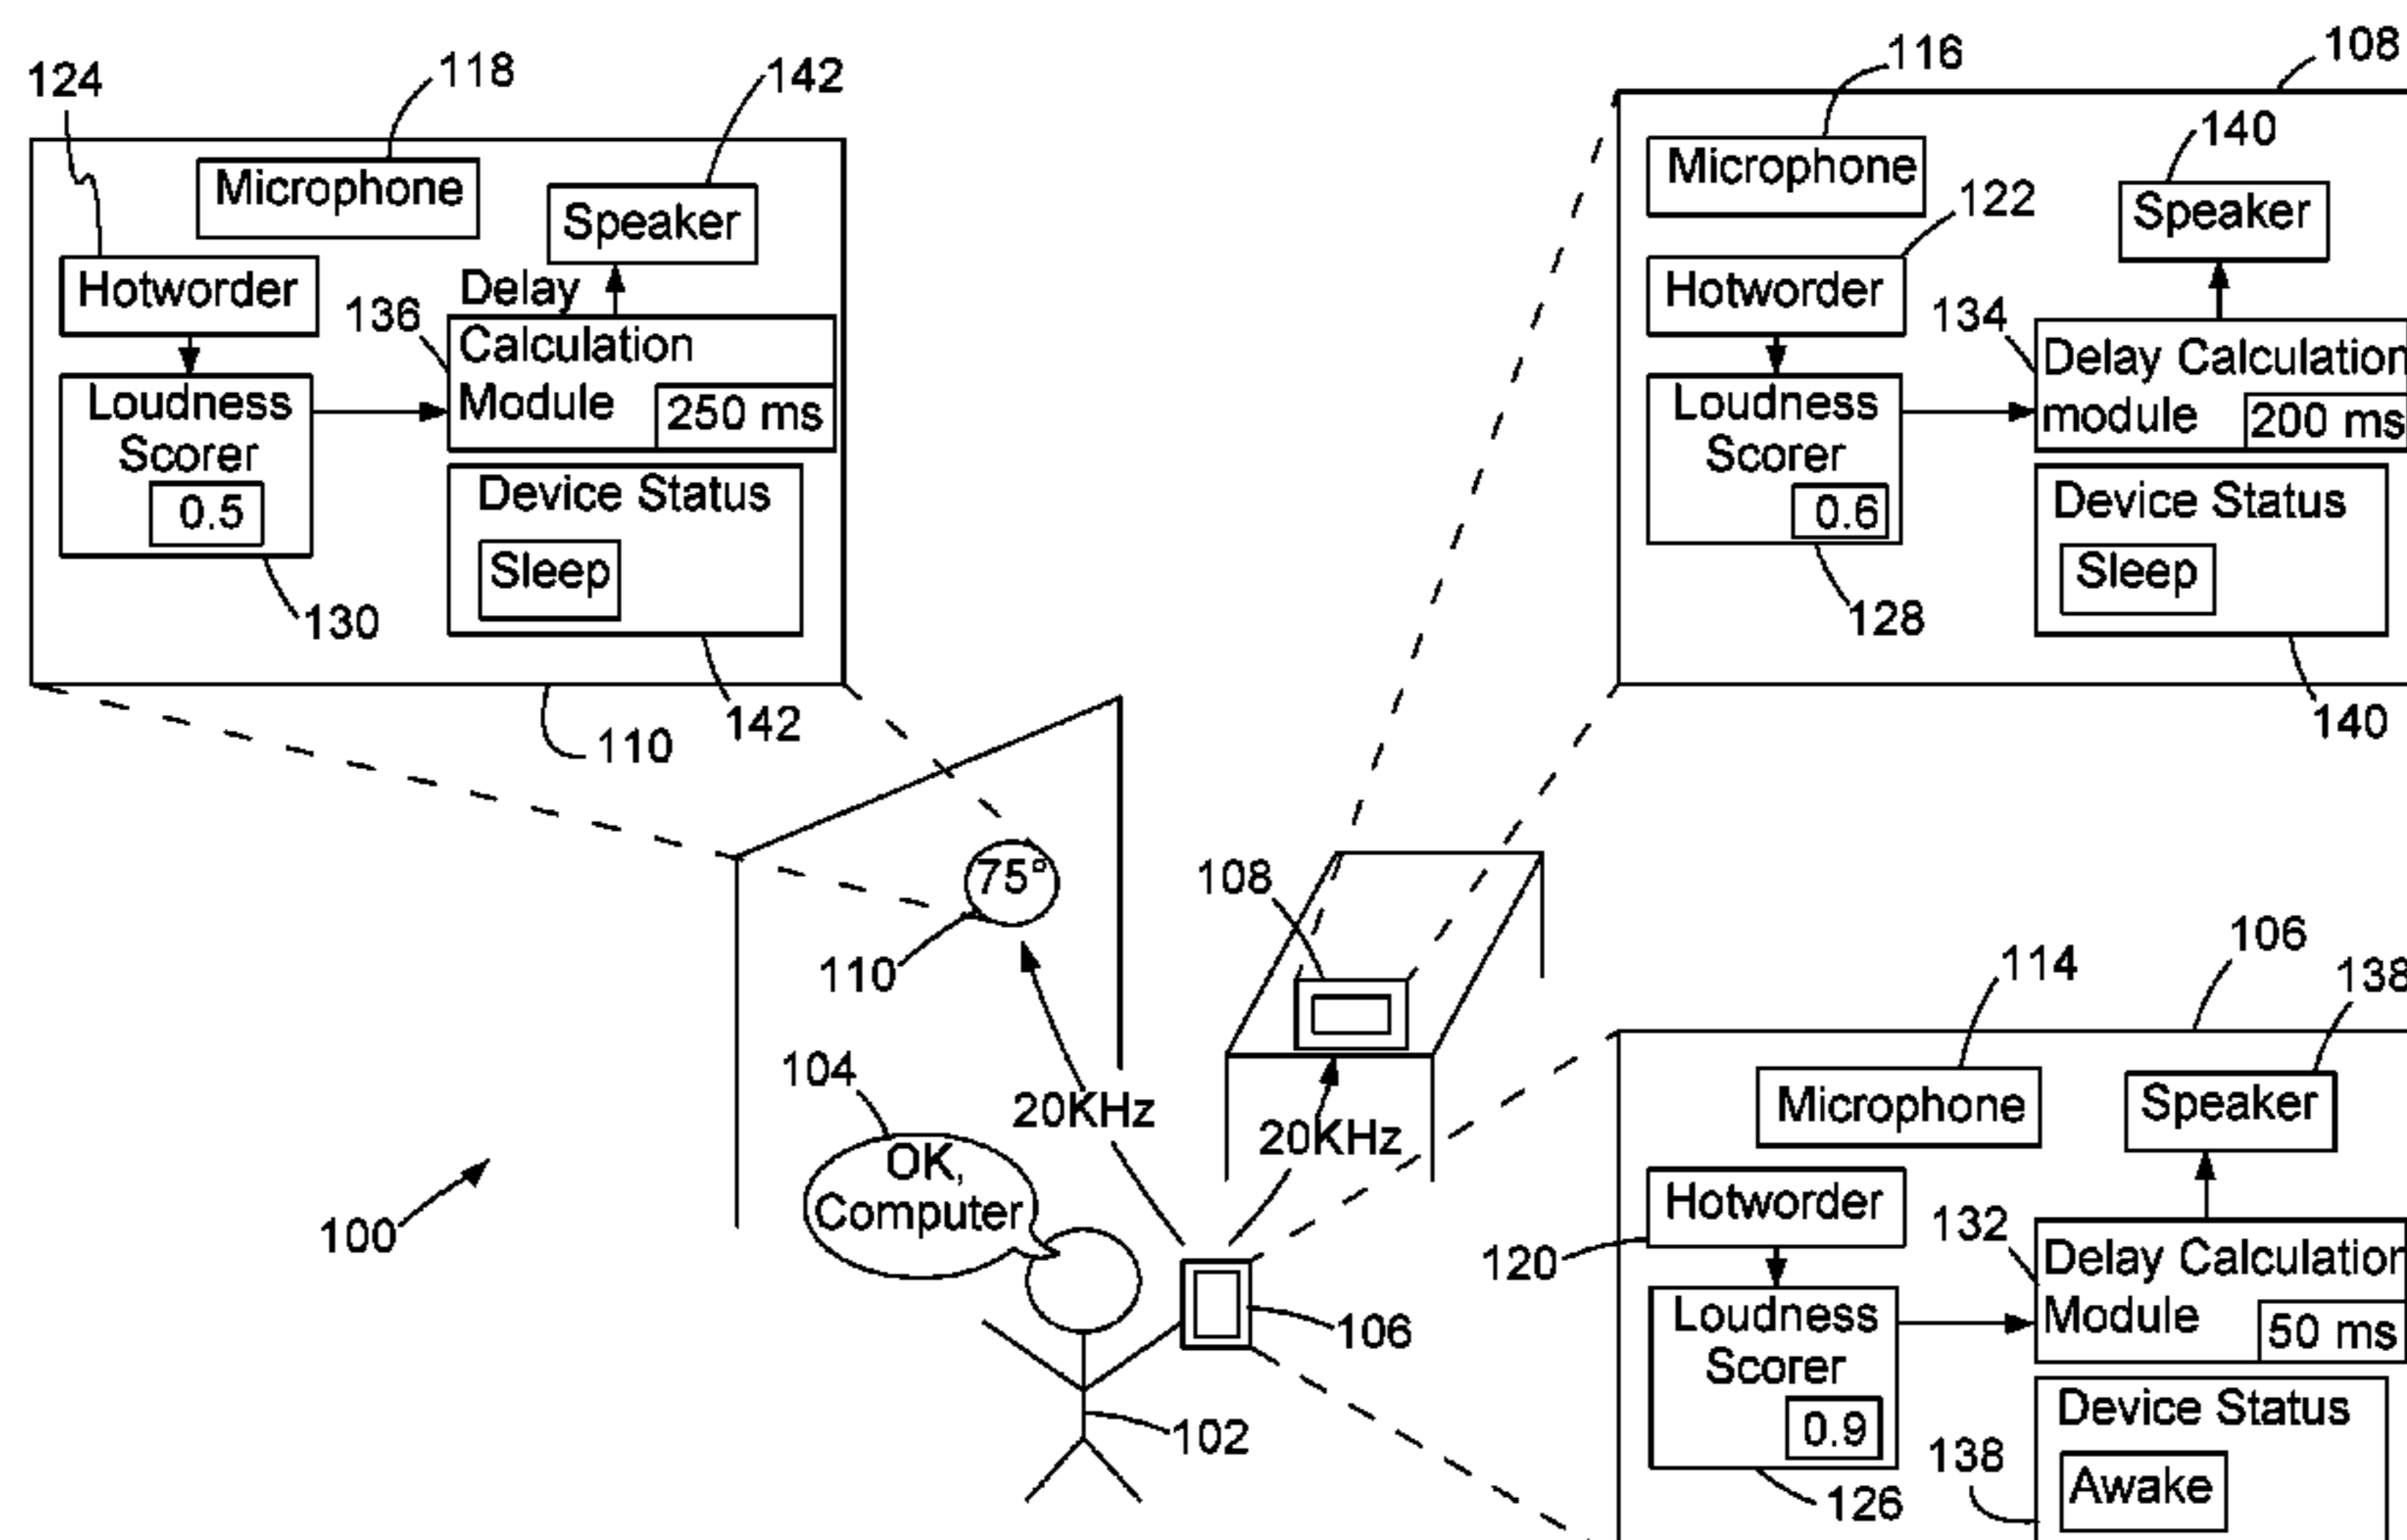 124
118
142
Microphone
Speaker
Hotworder
136
Delay
Calculation
Module
250 ms
Loudness
Scorer
0.5
Device Status
Sleep
130
142
110
116
108
140
Microphone
Speaker
122
Hotworder
134
Delay Calculation
module
200 ms
Loudness
Scorer
0.6
Device Status
Sleep
128
140
75°
110
108
104
20KHz
20KHz
OK,
Computer
100
106
102
106
114
138
Microphone
Speaker
Hotworder
120
132
Delay Calculation
Module
50 ms
Loudness
Scorer
0.9
Device Status
Awake
126
138